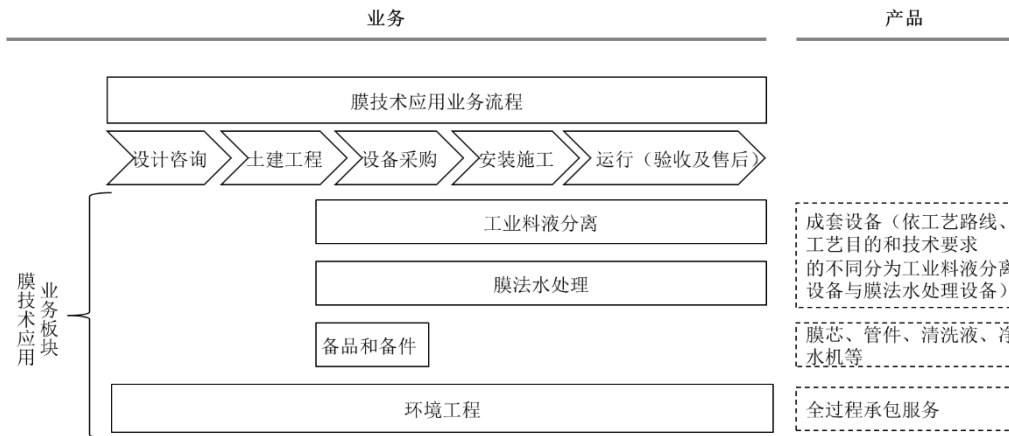 业务
产品
膜技术应用业务流程
设计咨询
土建工程
设备采购
安装施工
运行（验收及售后）
膜技术应用
业务板块
工业料液分离
成套设备（依工艺路线、
工艺目的和技术要求
的不同分为工业料液分离
设备与膜法水处理设备）
膜法水处理
备品和备件
膜芯、管件、清洗液、净
水机等
环境工程
全过程承包服务